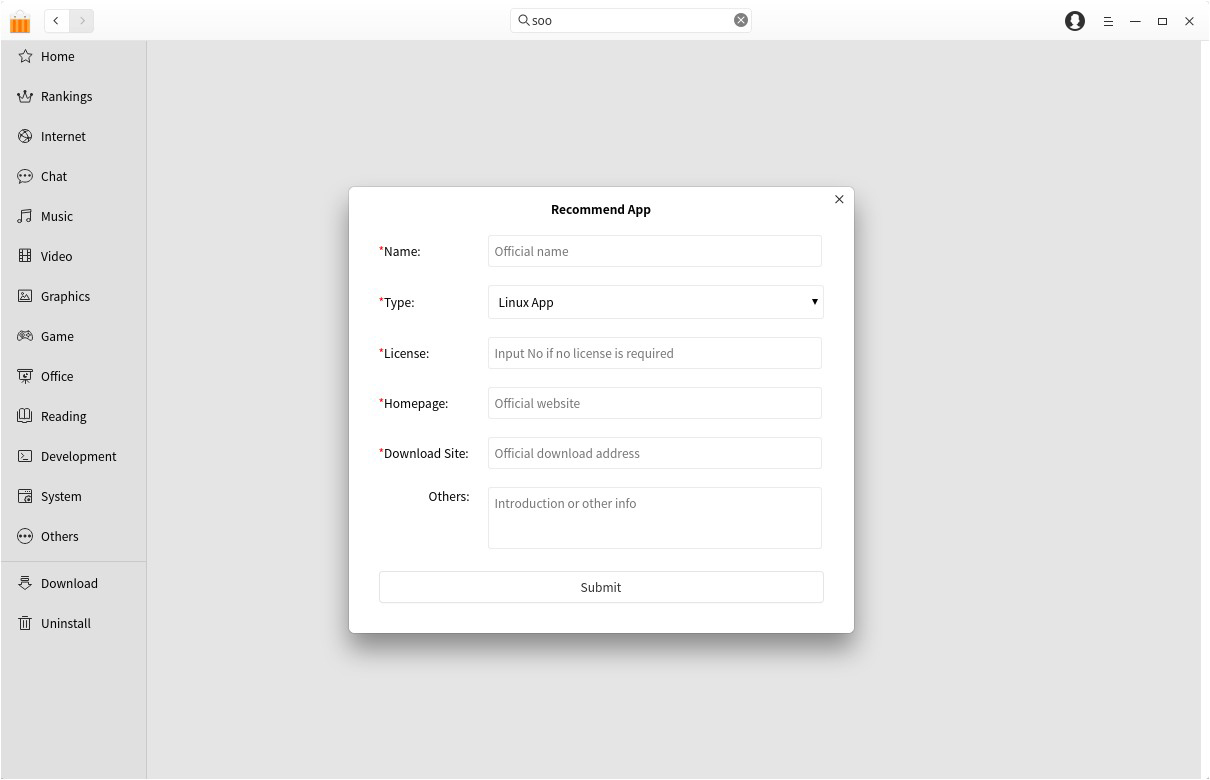 soo
Home
Rankings
Internet
Chat
Music
Video
Graphics
Game
Office
Reading
Development
System
Others
Download
Uninstall
Recommend App
*Name: Official name
*Type: Linux App
*License: Input No if no license is required
*Homepage: Official website
*Download Site: Official download address
Others: Introduction or other info
Submit